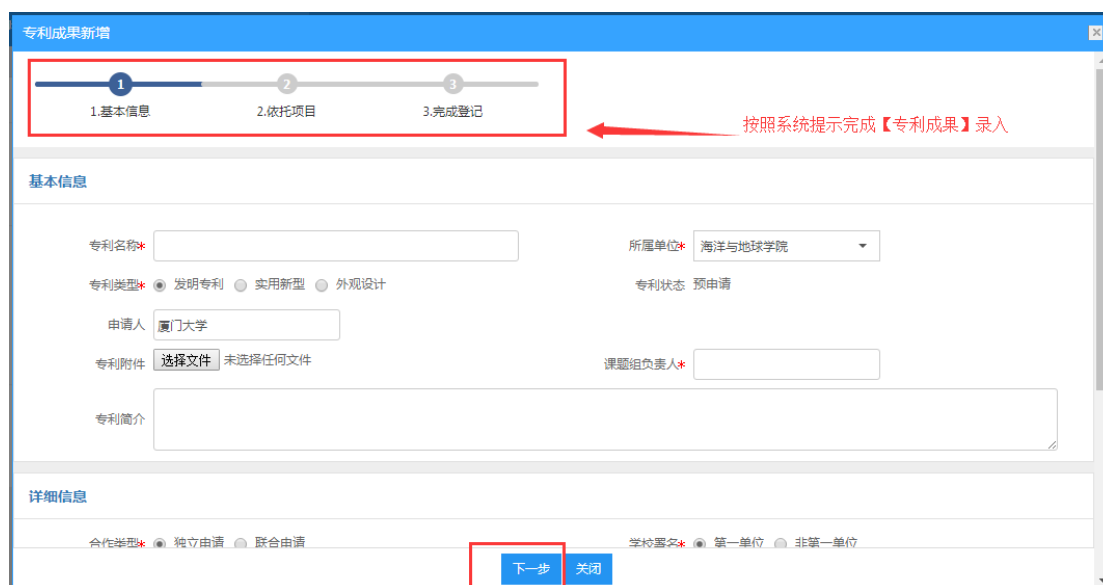 专利成果新增
1 2 3
1.基本信息 2.依托项目 3.完成登记
按照系统提示完成【专利成果】录入
基本信息
专利名称* 所属单位* 海洋与地球学院
专利类型* 发明专利 实用新型 外观设计 专利状态 预申请
申请人 厦门大学
专利附件 选择文件 未选择任何文件 课题组负责人*
专利简介
详细信息
合作类型* 独立申请 联合申请 学校署名* 第一单位 非第一单位
下一步 关闭